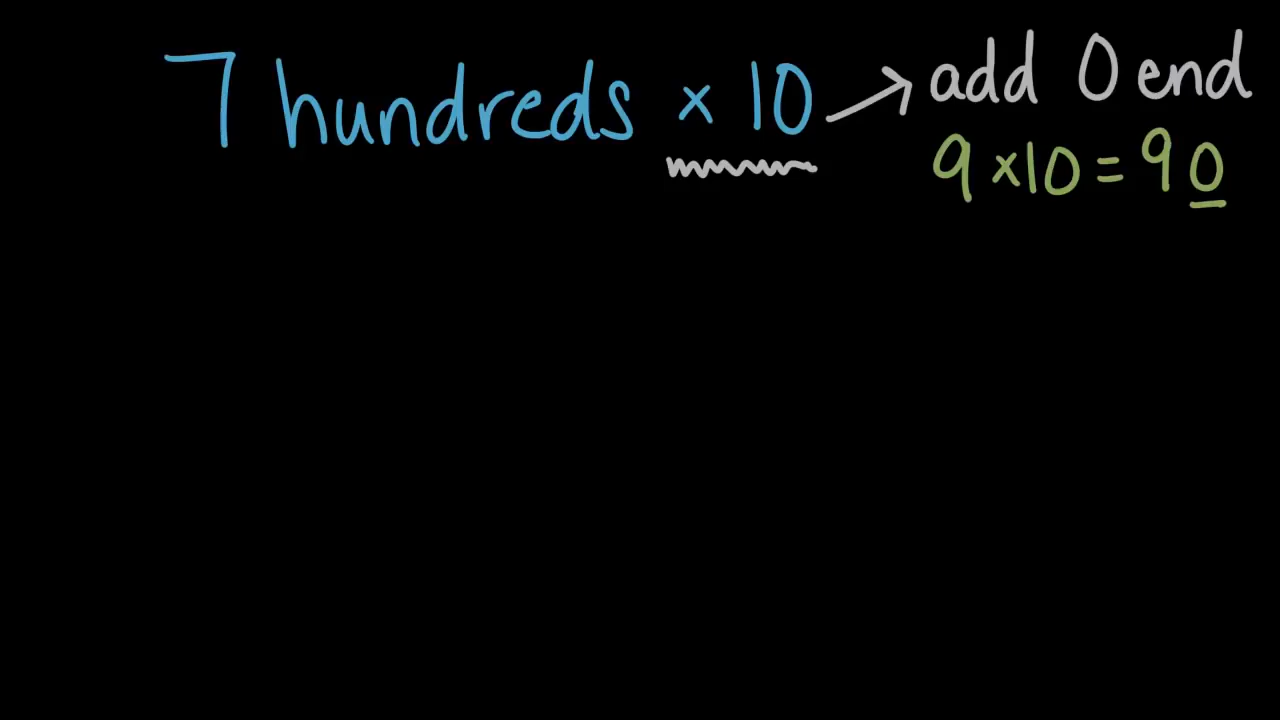 7 hundreds × 10 → add 0 end
9 × 10 = 90